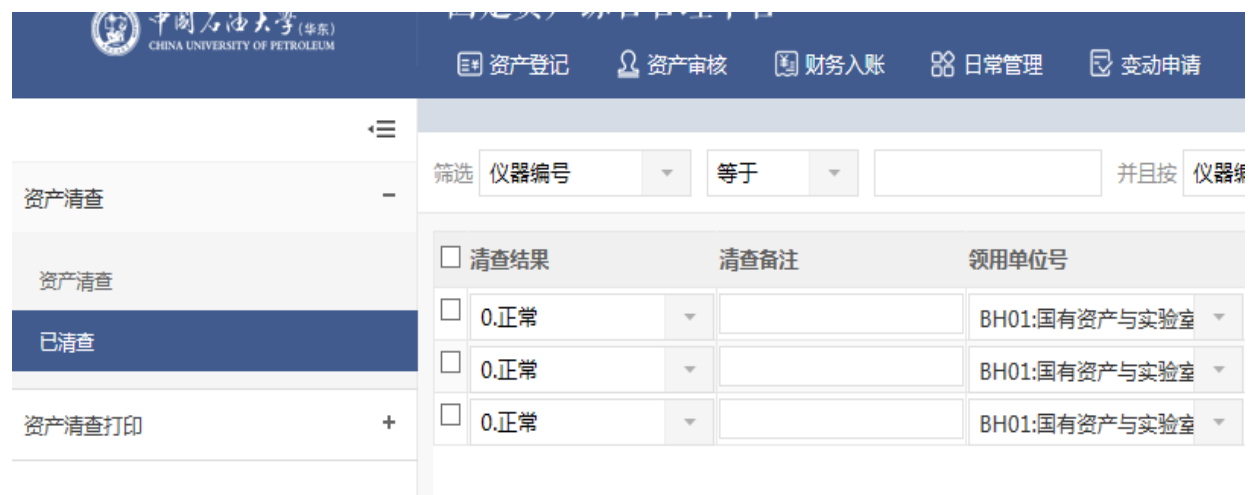 中国石油大学(华东)
CHINA UNIVERSITY OF PETROLEUM
资产登记 资产审核 财务入账 日常管理 变动申请
筛选 仪器编号 等于 并且按 仪器编
资产清查
资产清查
已清查
资产清查打印
清查结果 清查备注 领用单位号
0.正常 BH01:国有资产与实验室
0.正常 BH01:国有资产与实验室
0.正常 BH01:国有资产与实验室